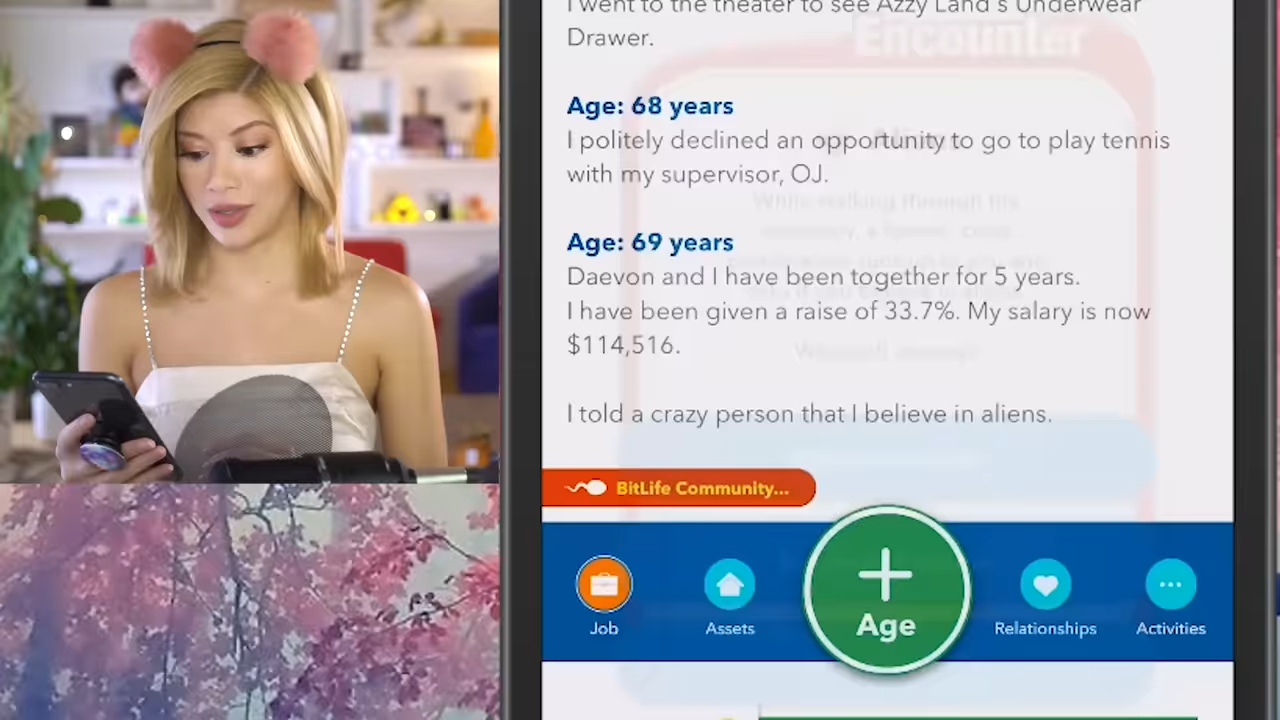 I went to the theater to see Azzy Land's Underwear
Drawer.
Encounter
Age: 68 years
I politely declined an opportunity to go to play tennis
with my supervisor, OJ.
Age: 69 years
Daevon and I have been together for 5 years.
I have been given a raise of 33.7%. My salary is now
$114,516.
I told a crazy person that I believe in aliens.
BitLife Community...
Job
Assets
Age
Relationships
Activities